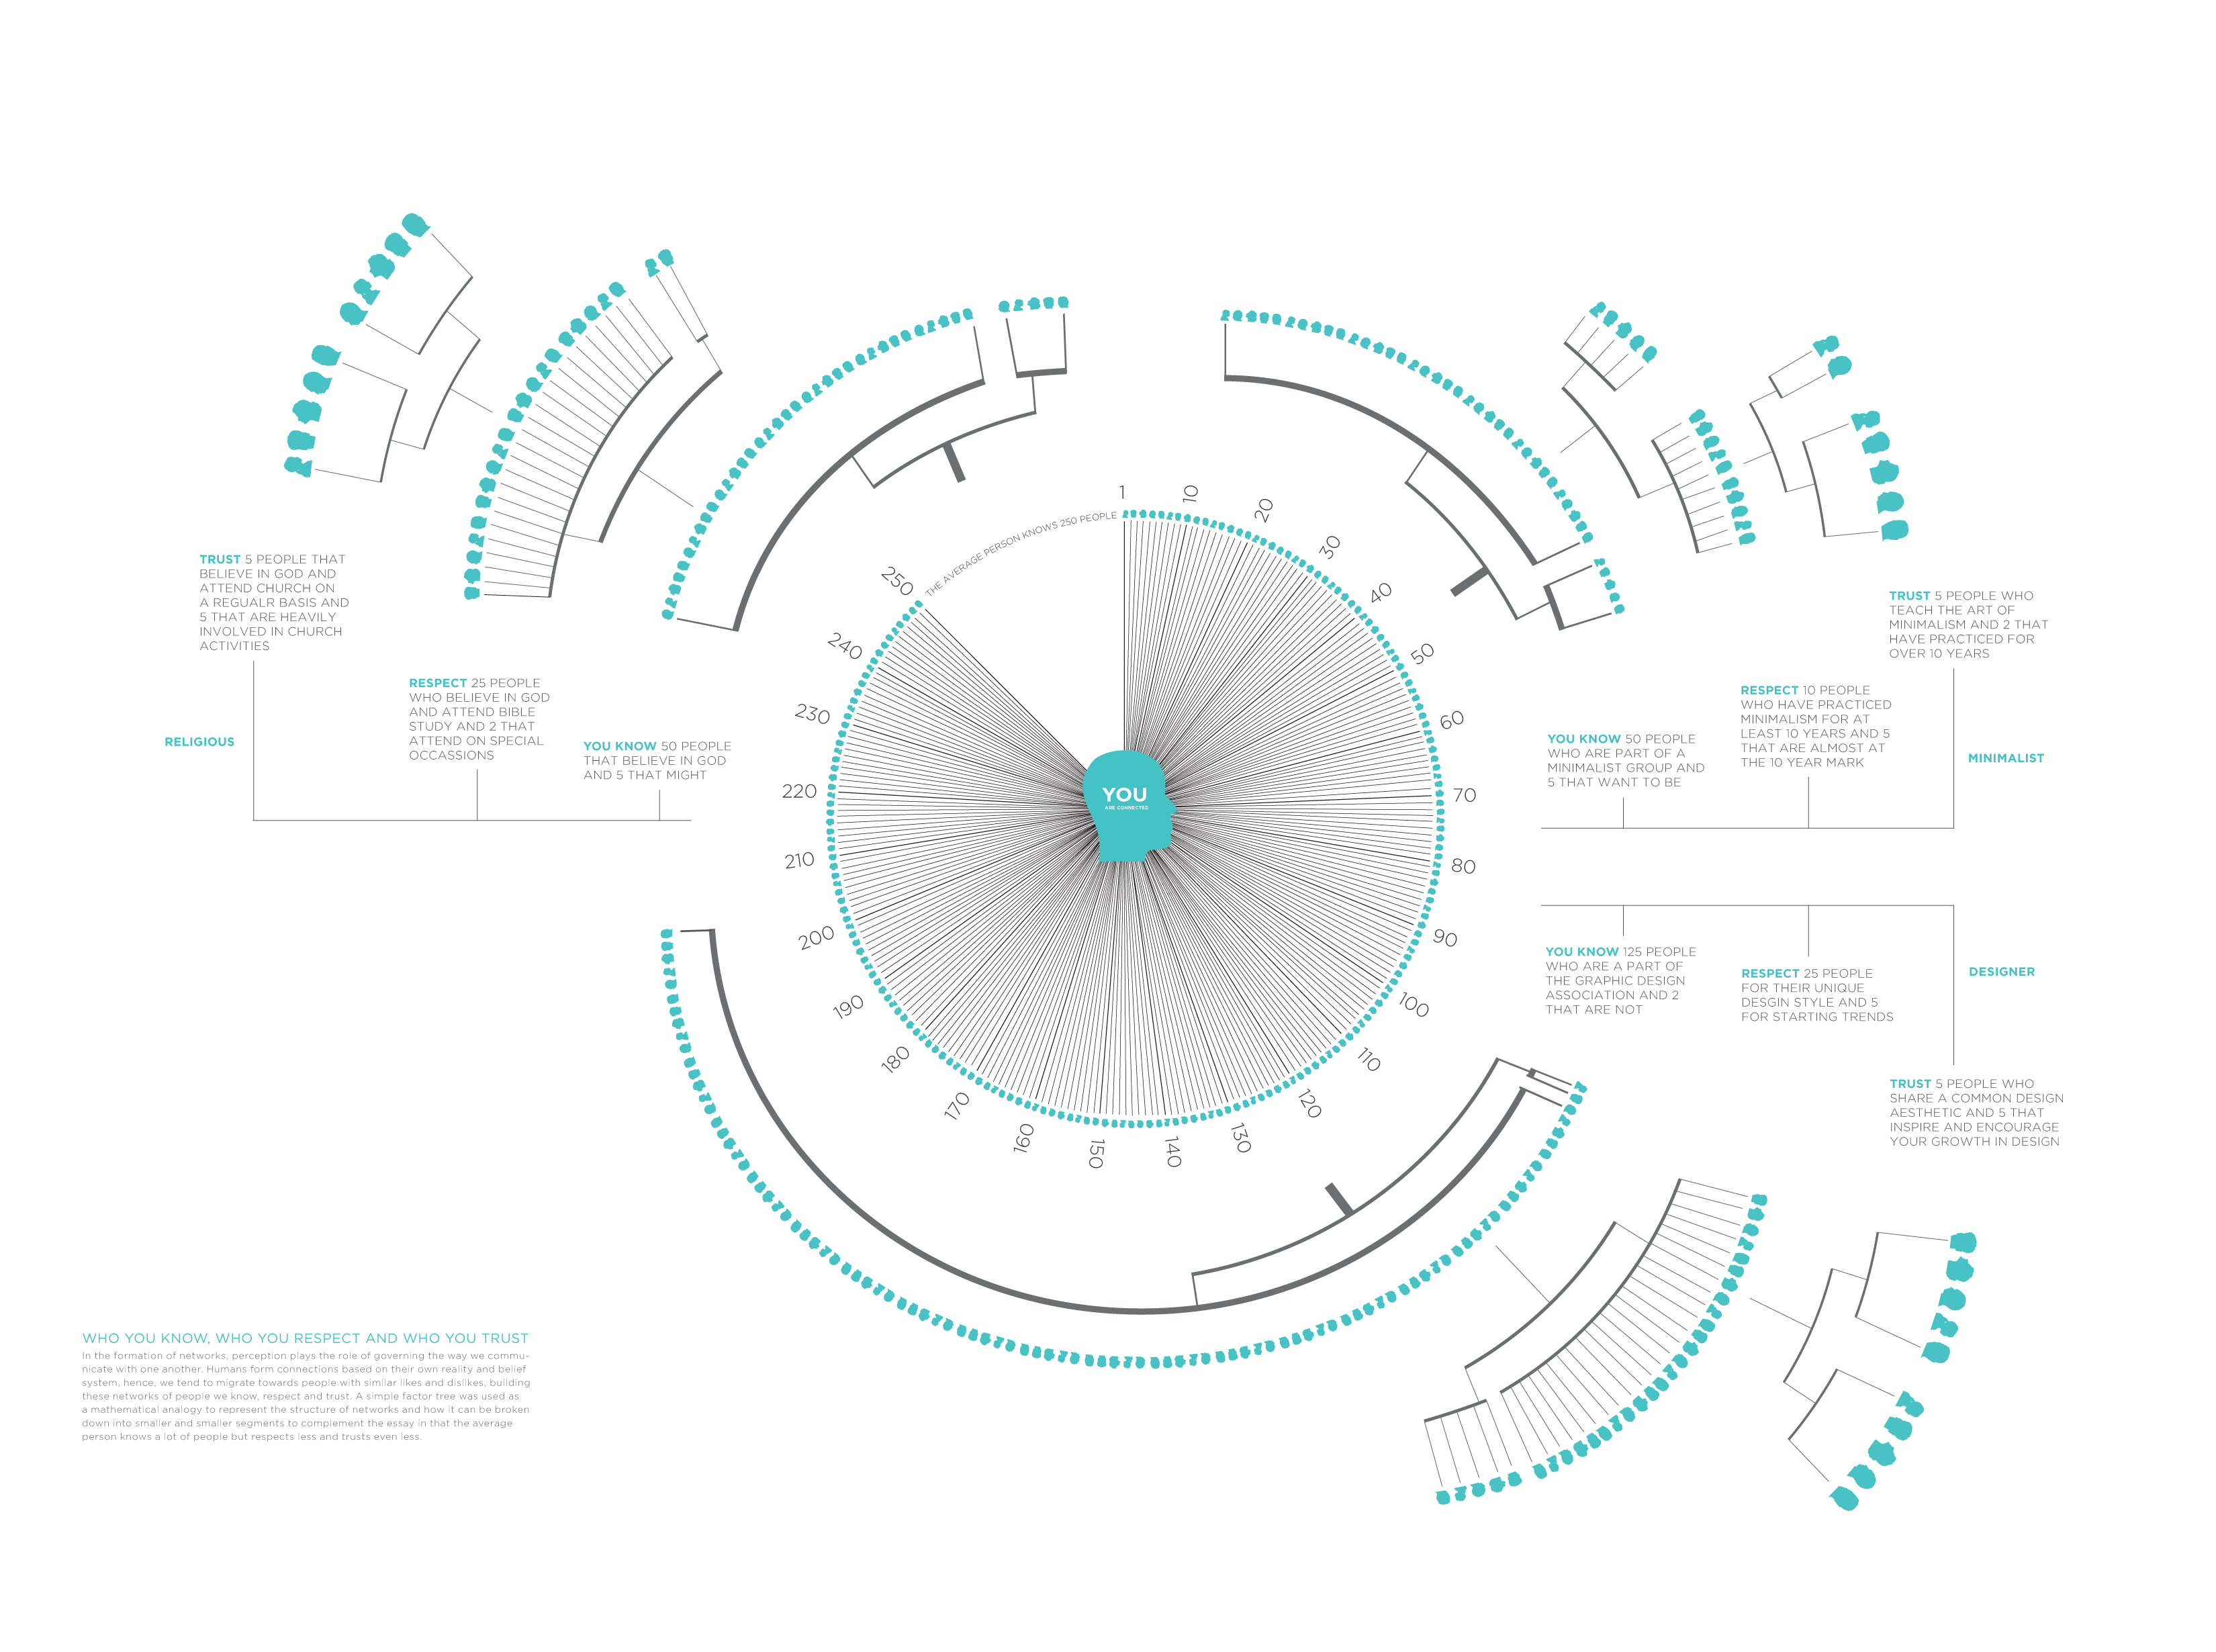 1
10
20
30
40
50
60
70
80
90
100
110
120
130
140
150
160
170
180
190
200
210
220
230
240
250
THE AVERAGE PERSON KNOWS 250 PEOPLE
YOU
ARE CONNECTED
TRUST 5 PEOPLE THAT
BELIEVE IN GOD AND
ATTEND CHURCH ON
A REGUALR BASIS AND
5 THAT ARE HEAVILY
INVOLVED IN CHURCH
ACTIVITIES
RELIGIOUS
RESPECT 25 PEOPLE
WHO BELIEVE IN GOD
AND ATTEND BIBLE
STUDY AND 2 THAT
ATTEND ON SPECIAL
OCCASSIONS
YOU KNOW 50 PEOPLE
THAT BELIEVE IN GOD
AND 5 THAT MIGHT
YOU KNOW 50 PEOPLE
WHO ARE PART OF A
MINIMALIST GROUP AND
5 THAT WANT TO BE
RESPECT 10 PEOPLE
WHO HAVE PRACTICED
MINIMALISM FOR AT
LEAST 10 YEARS AND 5
THAT ARE ALMOST AT
THE 10 YEAR MARK
TRUST 5 PEOPLE WHO
TEACH THE ART OF
MINIMALISM AND 2 THAT
HAVE PRACTICED FOR
OVER 10 YEARS
MINIMALIST
YOU KNOW 125 PEOPLE
WHO ARE A PART OF
THE GRAPHIC DESIGN
ASSOCIATION AND 2
THAT ARE NOT
RESPECT 25 PEOPLE
FOR THEIR UNIQUE
DESGIN STYLE AND 5
FOR STARTING TRENDS
DESIGNER
TRUST 5 PEOPLE WHO
SHARE A COMMON DESIGN
AESTHETIC AND 5 THAT
INSPIRE AND ENCOURAGE
YOUR GROWTH IN DESIGN
WHO YOU KNOW, WHO YOU RESPECT AND WHO YOU TRUST
In the formation of networks, perception plays the role of governing the way we commu-
nicate with one another. Humans form connections based on their own reality and belief
system, hence, we tend to migrate towards people with similar likes and dislikes, building
these networks of people we know, respect and trust. A simple factor tree was used as
a mathematical analogy to represent the structure of networks and how it can be broken
down into smaller and smaller segments to complement the essay in that the average
person knows a lot of people but respects less and trusts even less.